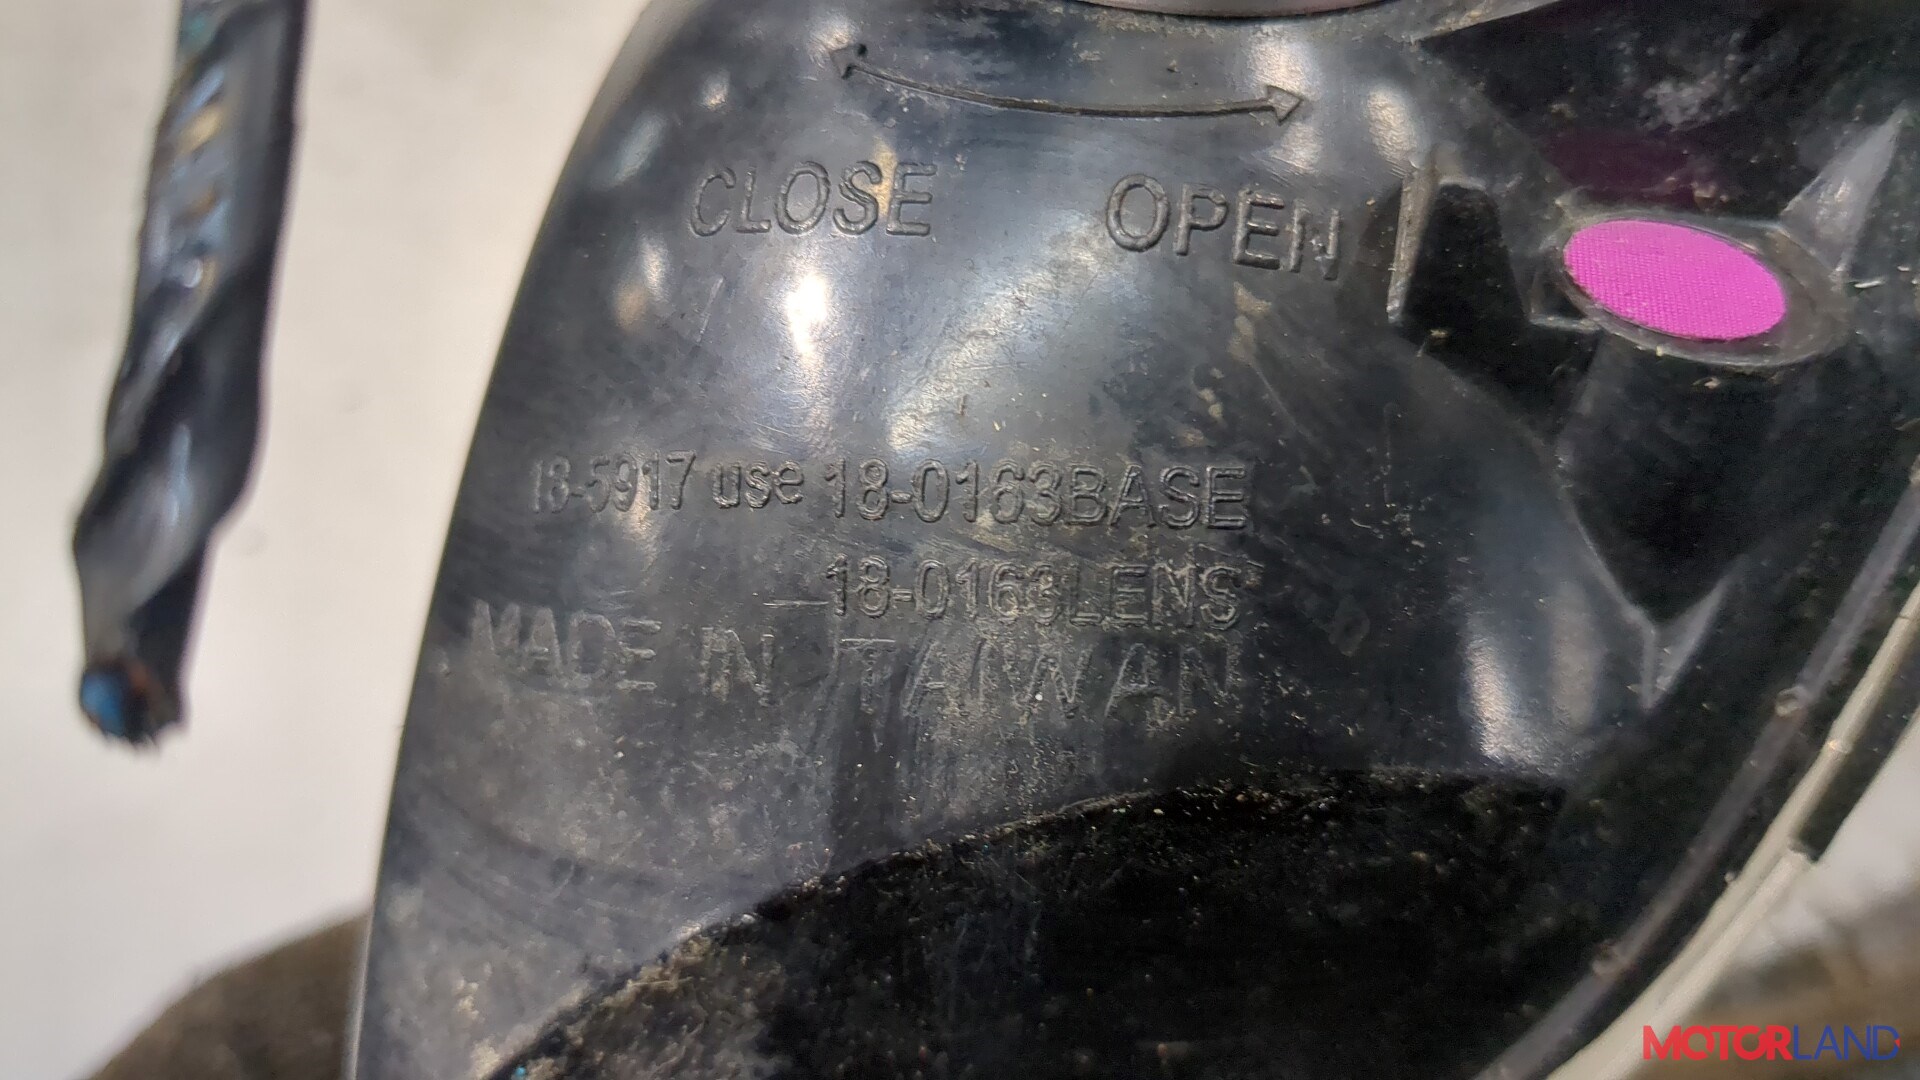 CLOSE OPEN
18-5917 use 18-0163BASE
18-0163LENS
MADE IN TAIWAN
MOTORLAND